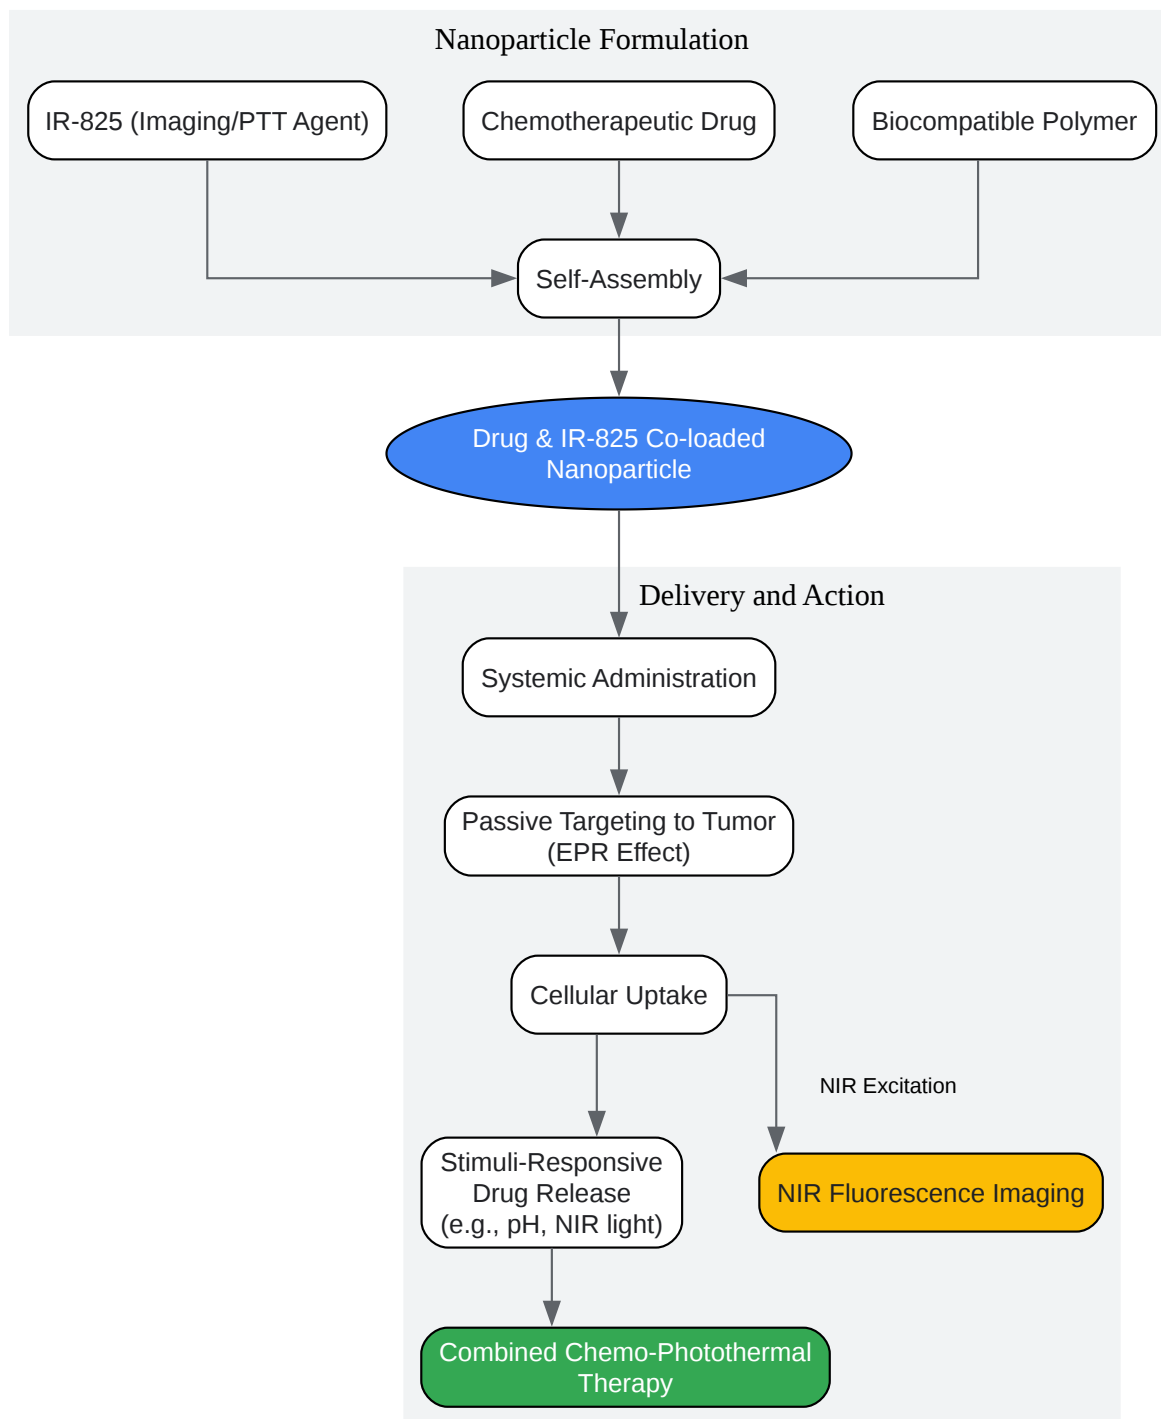 Nanoparticle Formulation
IR-825 (Imaging/PTT Agent)
Chemotherapeutic Drug
Biocompatible Polymer
Self-Assembly
Drug & IR-825 Co-loaded
Nanoparticle
Delivery and Action
Systemic Administration
Passive Targeting to Tumor
(EPR Effect)
Cellular Uptake
NIR Excitation
Stimuli-Responsive
Drug Release
(e.g., pH, NIR light)
NIR Fluorescence Imaging
Combined Chemo-Photothermal
Therapy